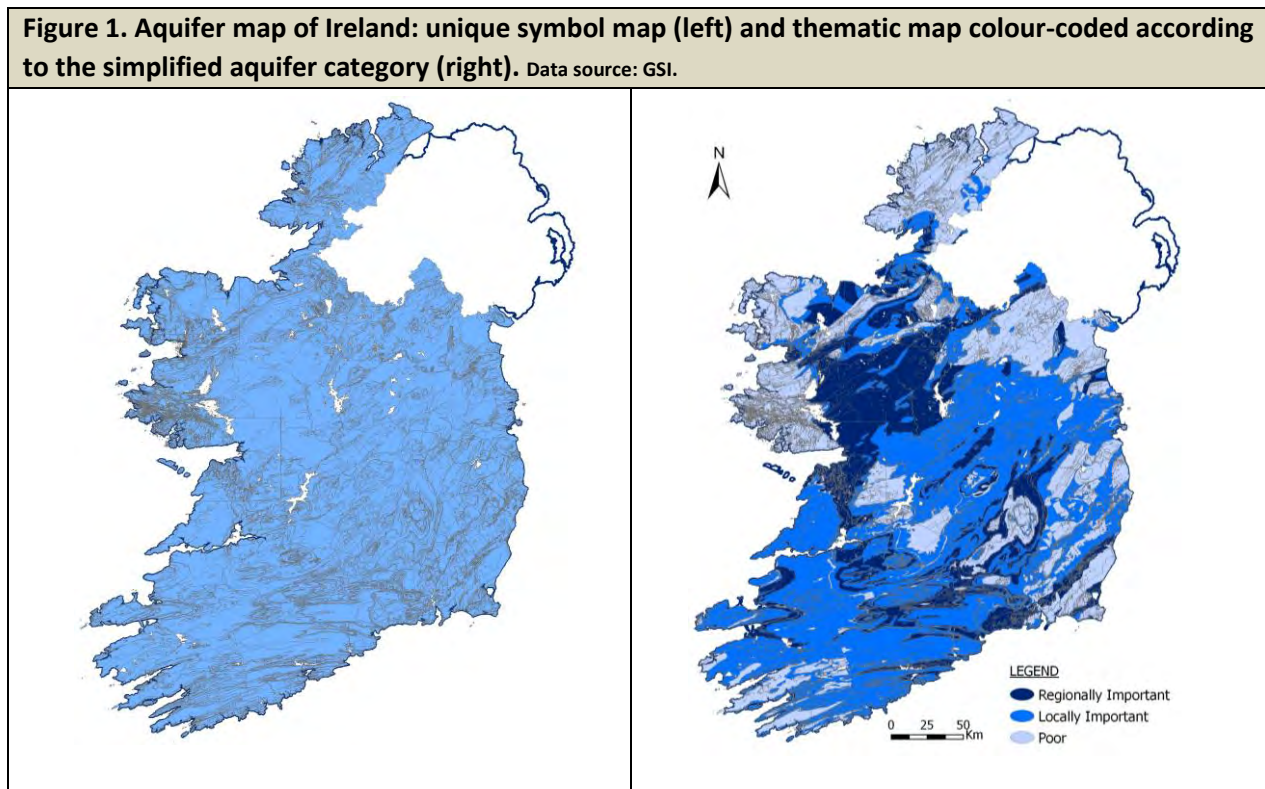 Figure 1. Aquifer map of Ireland: unique symbol map (left) and thematic map colour-coded according
to the simplified aquifer category (right). Data source: GSI.
N
LEGEND
Regionally Important
Locally Important
Poor
0 25 50
Km